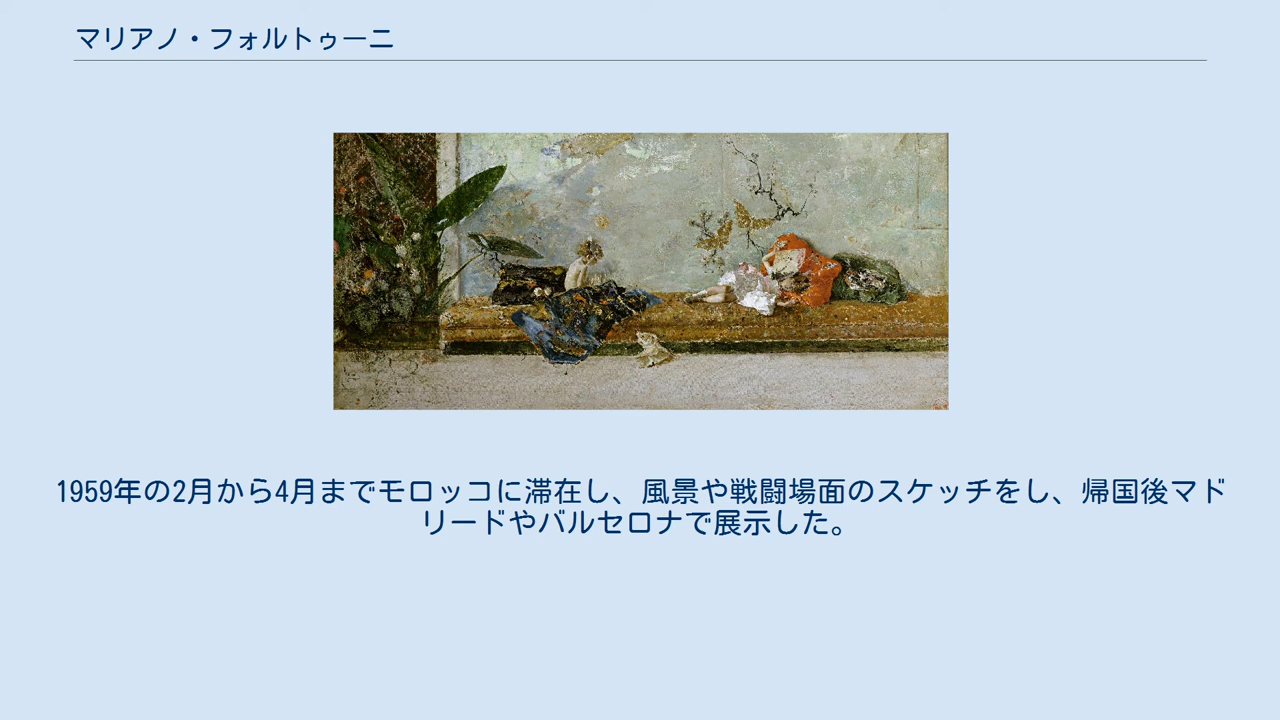 マリアノ・フォルトゥーニ
1959年の2月から4月までモロッコに滞在し、風景や戦闘場面のスケッチをし、帰国後マド
リードやバルセロナで展示した。